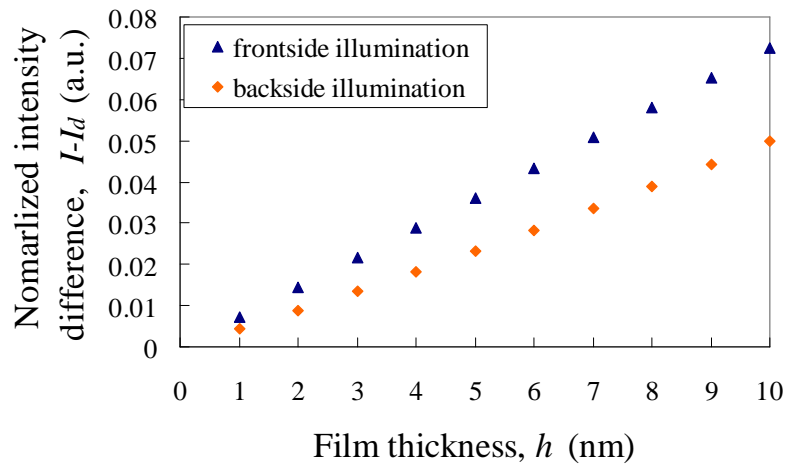 Nomarlized intensity
difference, I-Id (a.u.)
0.08
0.07
0.06
0.05
0.04
0.03
0.02
0.01
0
frontside illumination
backside illumination
0 1 2 3 4 5 6 7 8 9 10
Film thickness, h (nm)